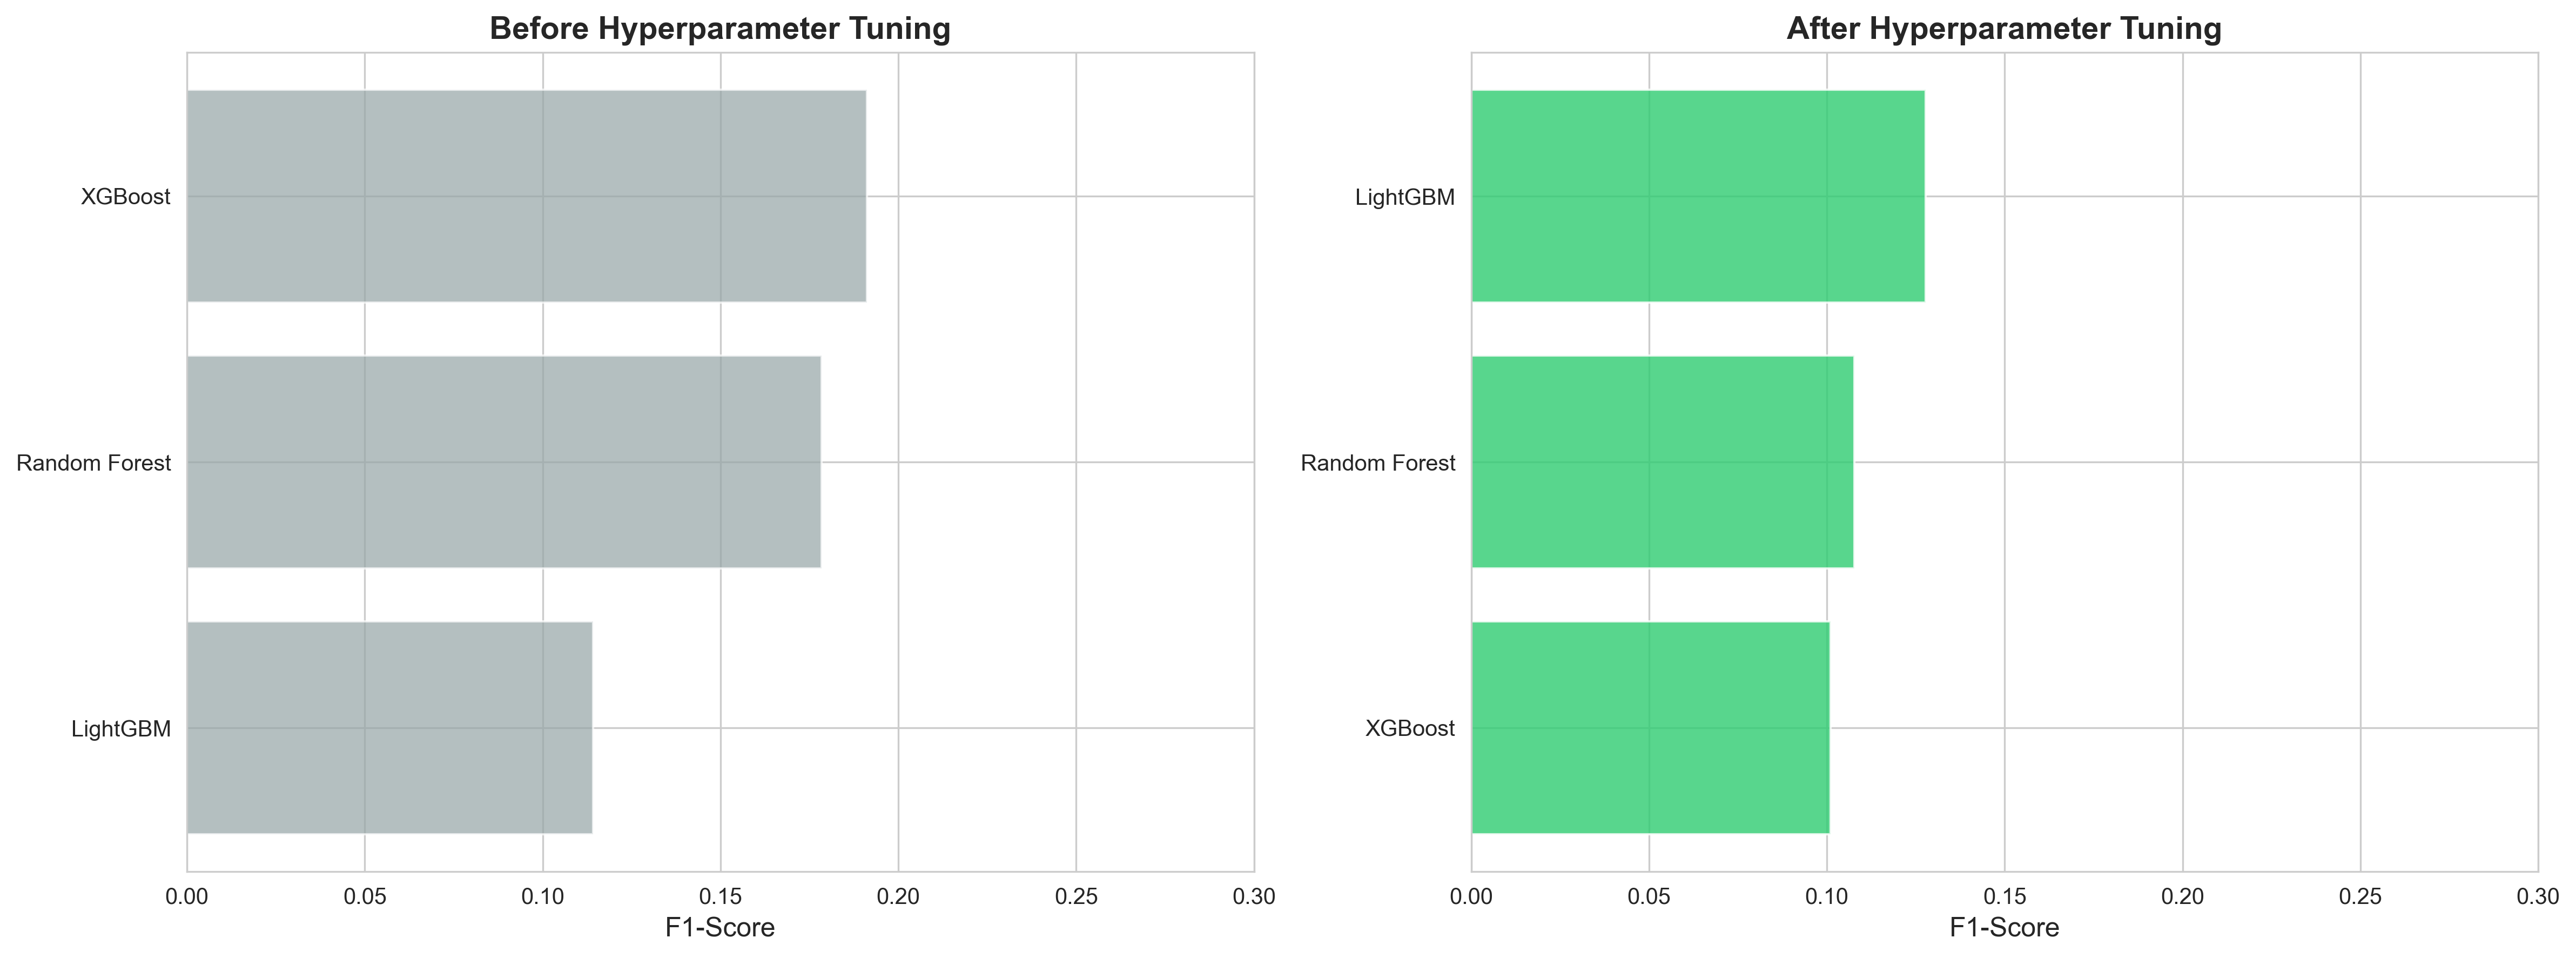 Before Hyperparameter Tuning
XGBoost
Random Forest
LightGBM
0.00 0.05 0.10 0.15 0.20 0.25 0.30
F1-Score
After Hyperparameter Tuning
LightGBM
Random Forest
XGBoost
0.00 0.05 0.10 0.15 0.20 0.25 0.30
F1-Score